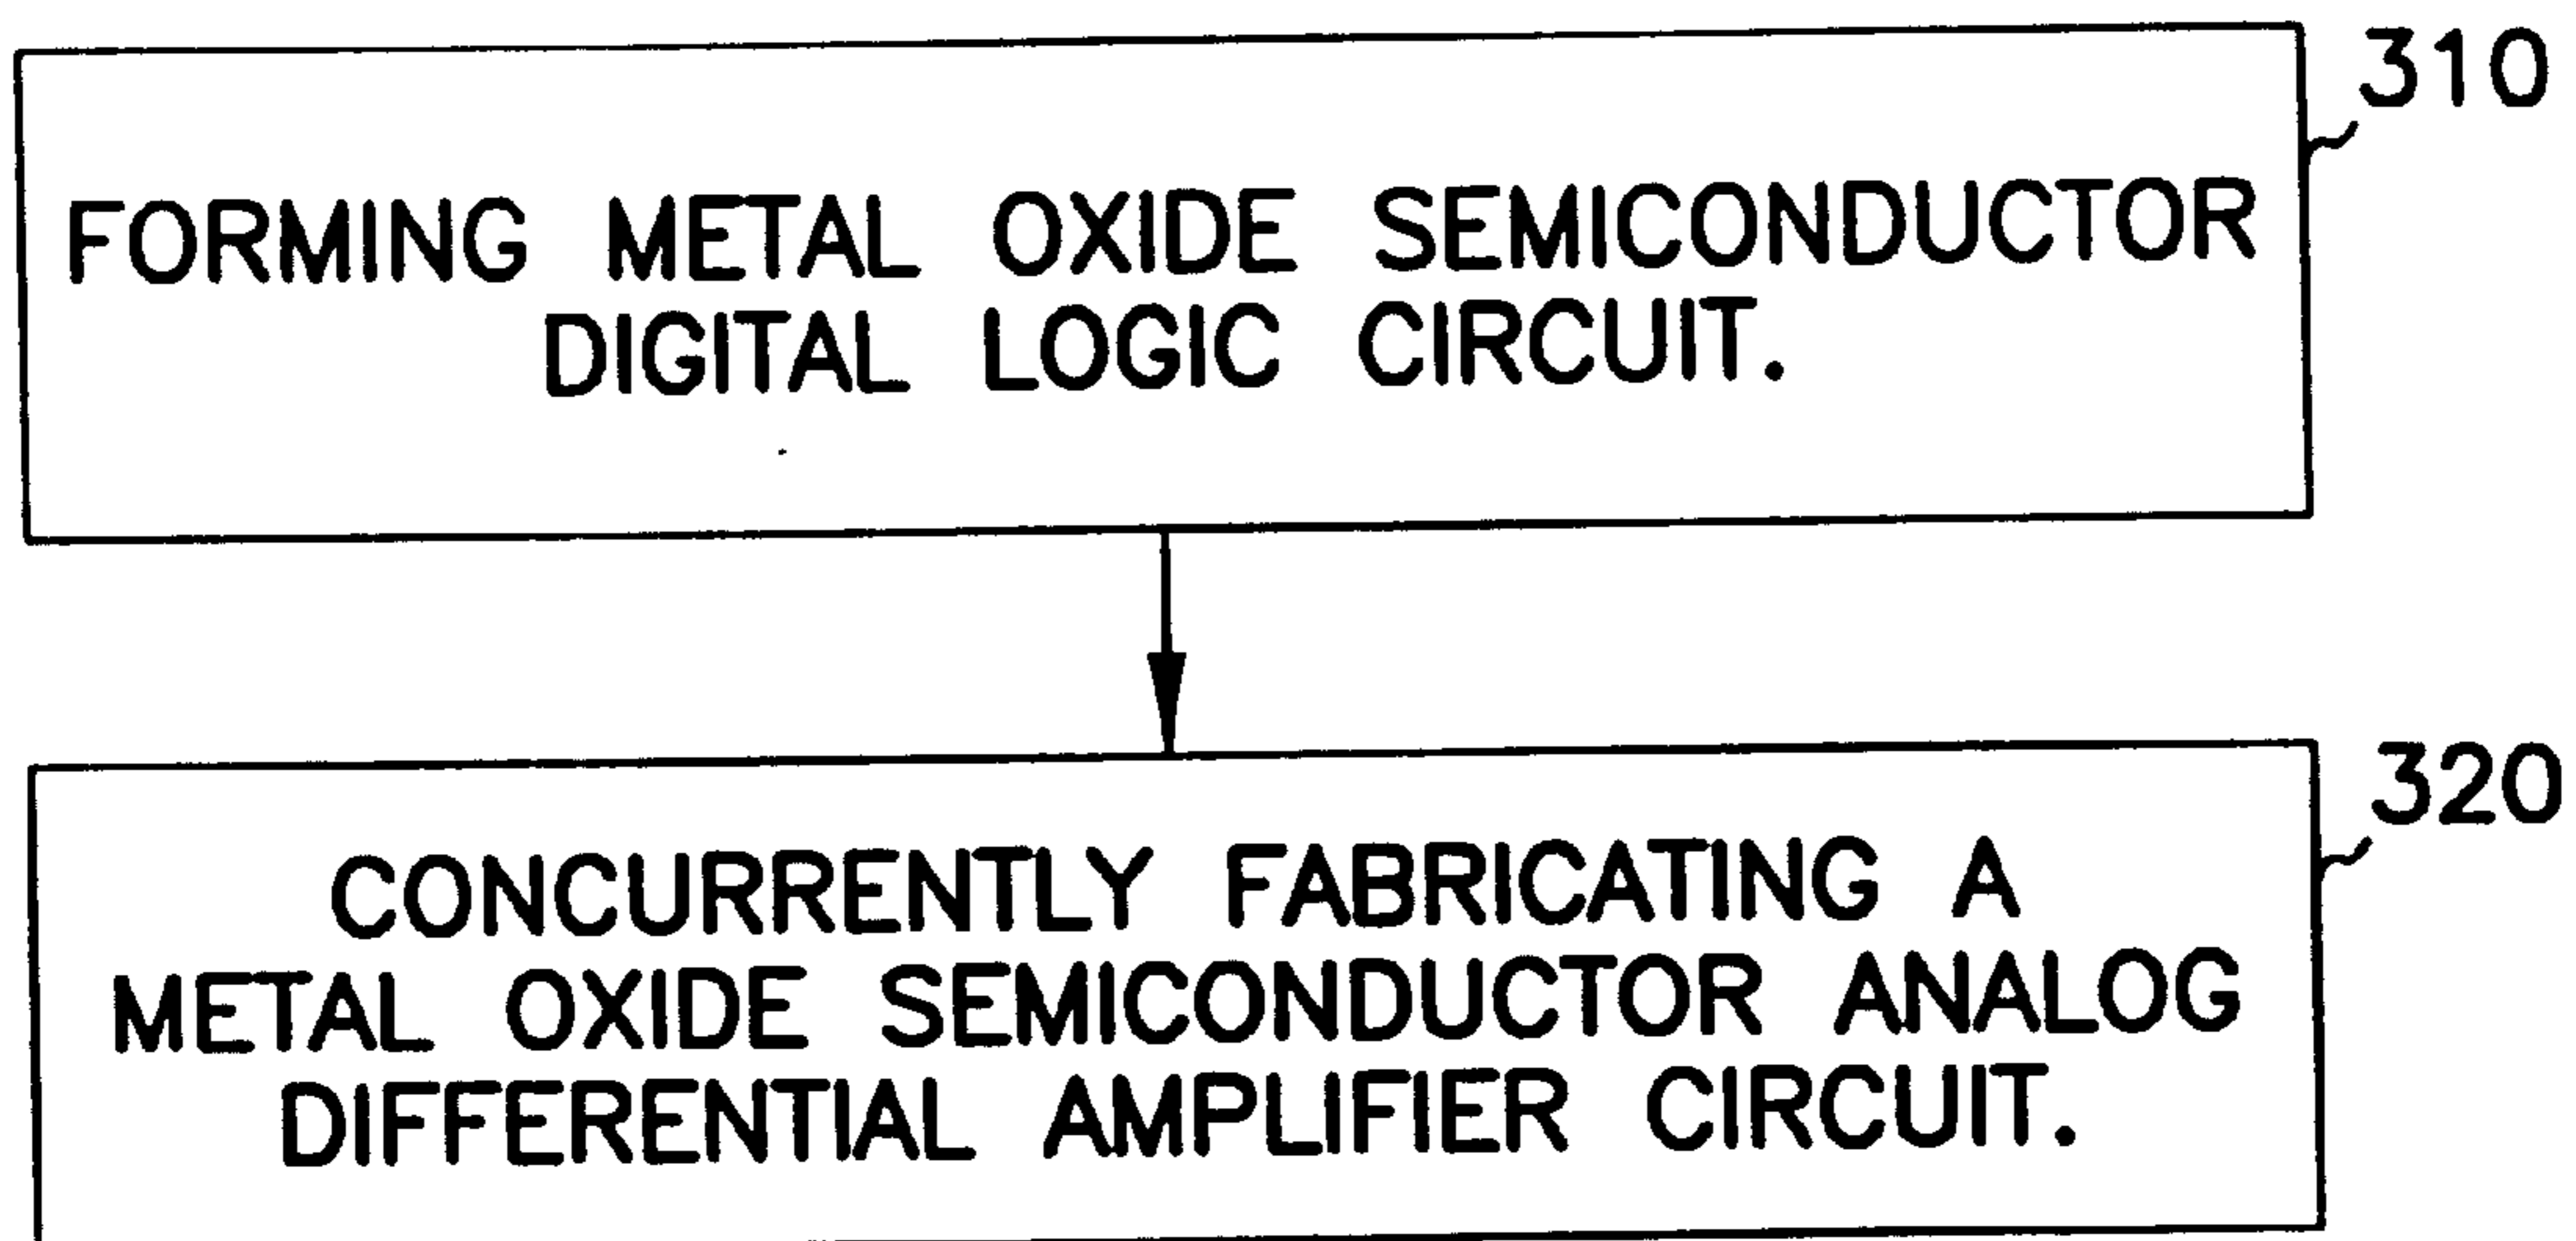 310
FORMING METAL OXIDE SEMICONDUCTOR
DIGITAL LOGIC CIRCUIT.
320
CONCURRENTLY FABRICATING A
METAL OXIDE SEMICONDUCTOR ANALOG
DIFFERENTIAL AMPLIFIER CIRCUIT.